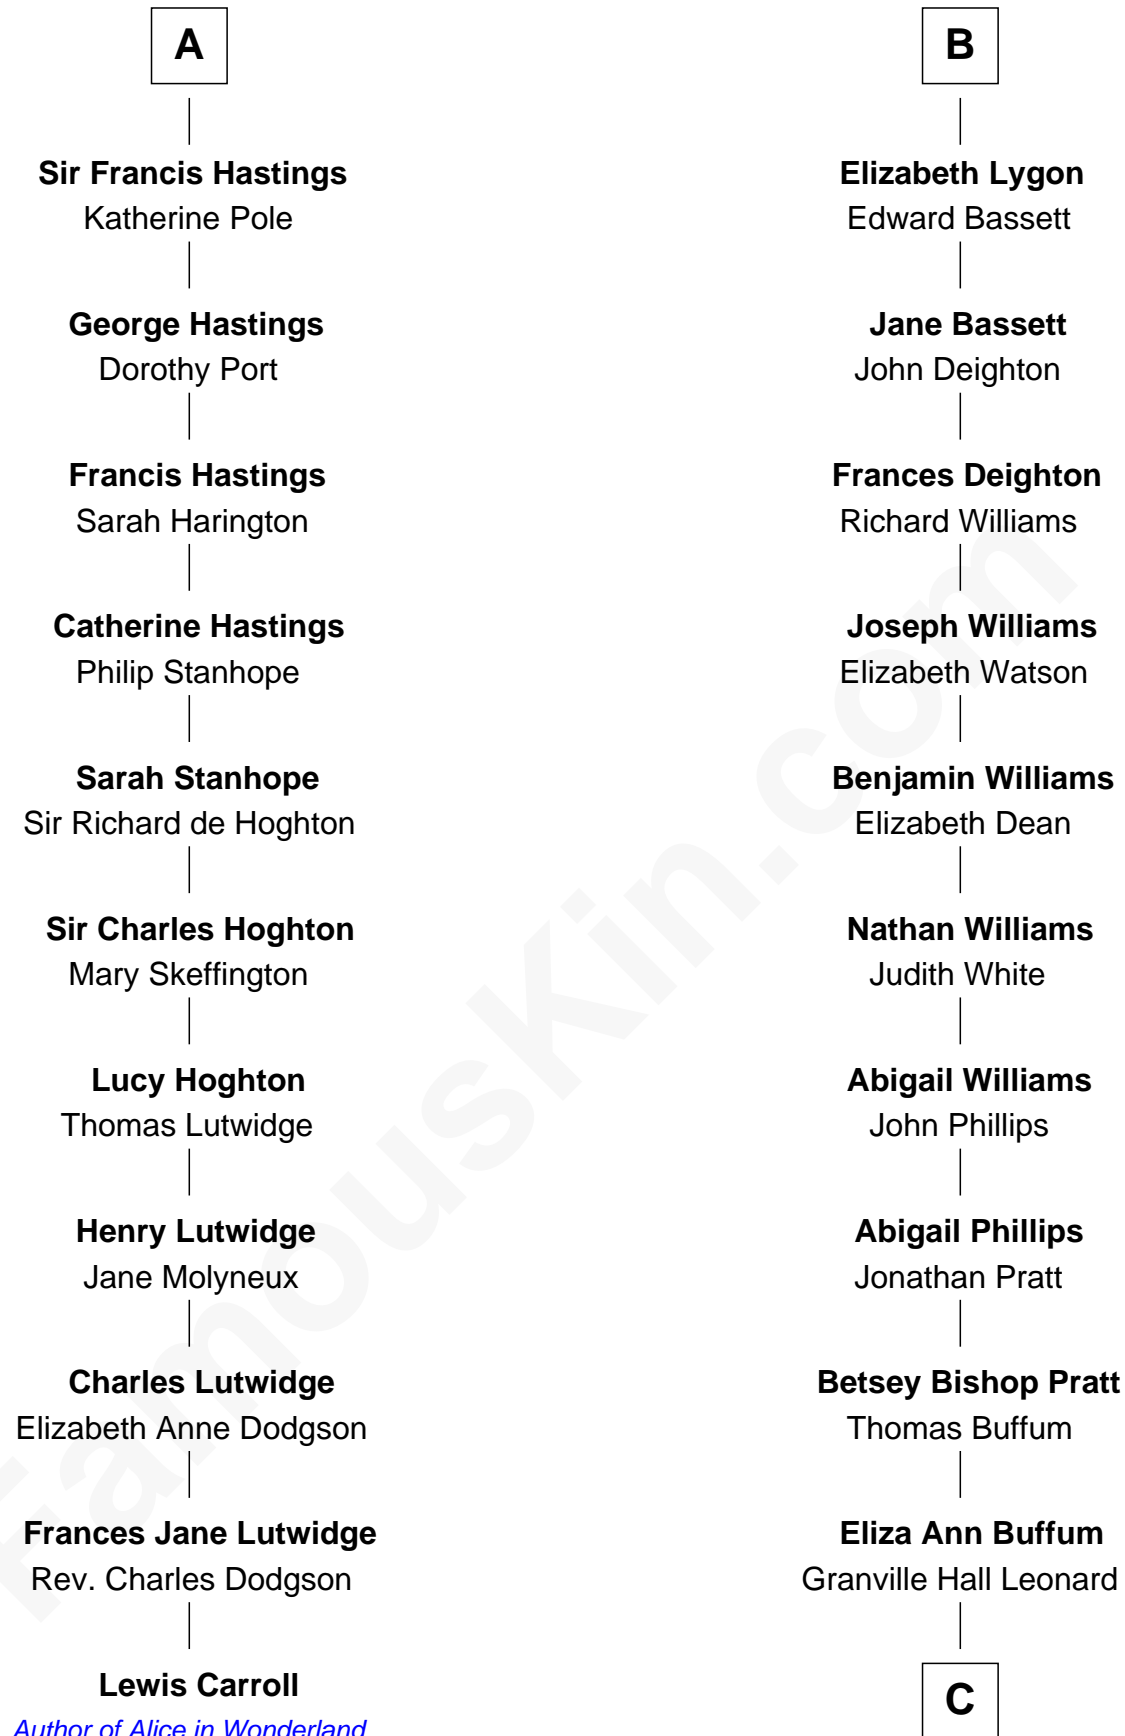 A
Sir Francis Hastings
Katherine Pole
George Hastings
Dorothy Port
Francis Hastings
Sarah Harington
Catherine Hastings
Philip Stanhope
Sarah Stanhope
Sir Richard de Hoghton
Sir Charles Hoghton
Mary Skeffington
Lucy Hoghton
Thomas Lutwidge
Henry Lutwidge
Jane Molyneux
Charles Lutwidge
Elizabeth Anne Dodgson
Frances Jane Lutwidge
Rev. Charles Dodgson
Lewis Carroll
Author of Alice in Wonderland
B
Elizabeth Lygon
Edward Bassett
Jane Bassett
John Deighton
Frances Deighton
Richard Williams
Joseph Williams
Elizabeth Watson
Benjamin Williams
Elizabeth Dean
Nathan Williams
Judith White
Abigail Williams
John Phillips
Abigail Phillips
Jonathan Pratt
Betsey Bishop Pratt
Thomas Buffum
Eliza Ann Buffum
Granville Hall Leonard
C
FamousKin.com